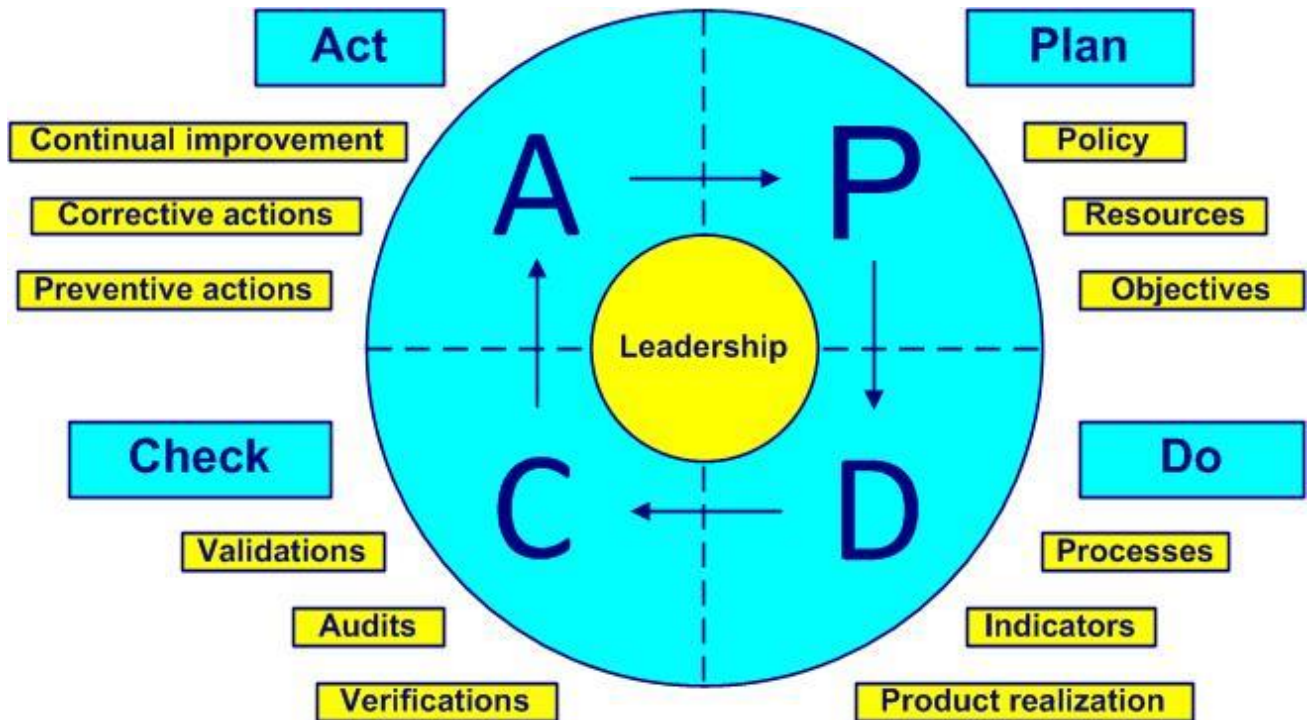 Act
Plan
Continual improvement
Policy
Corrective actions
Resources
Preventive actions
Objectives
A
P
Leadership
Check
Do
C
D
Validations
Processes
Audits
Indicators
Verifications
Product realization